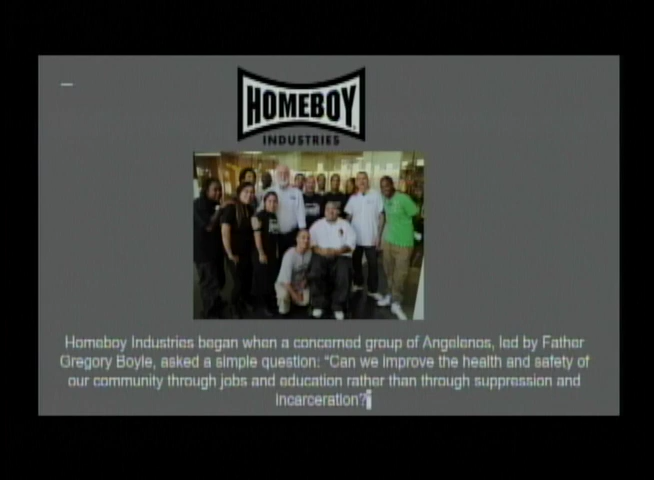 HOMEBOY
INDUSTRIES
Homeboy Industries began when a concerned group of Angelenos, led by Father
Gregory Boyle, asked a simple question: "Can we improve the health and safety of
our community through jobs and education rather than through suppression and
incarceration?